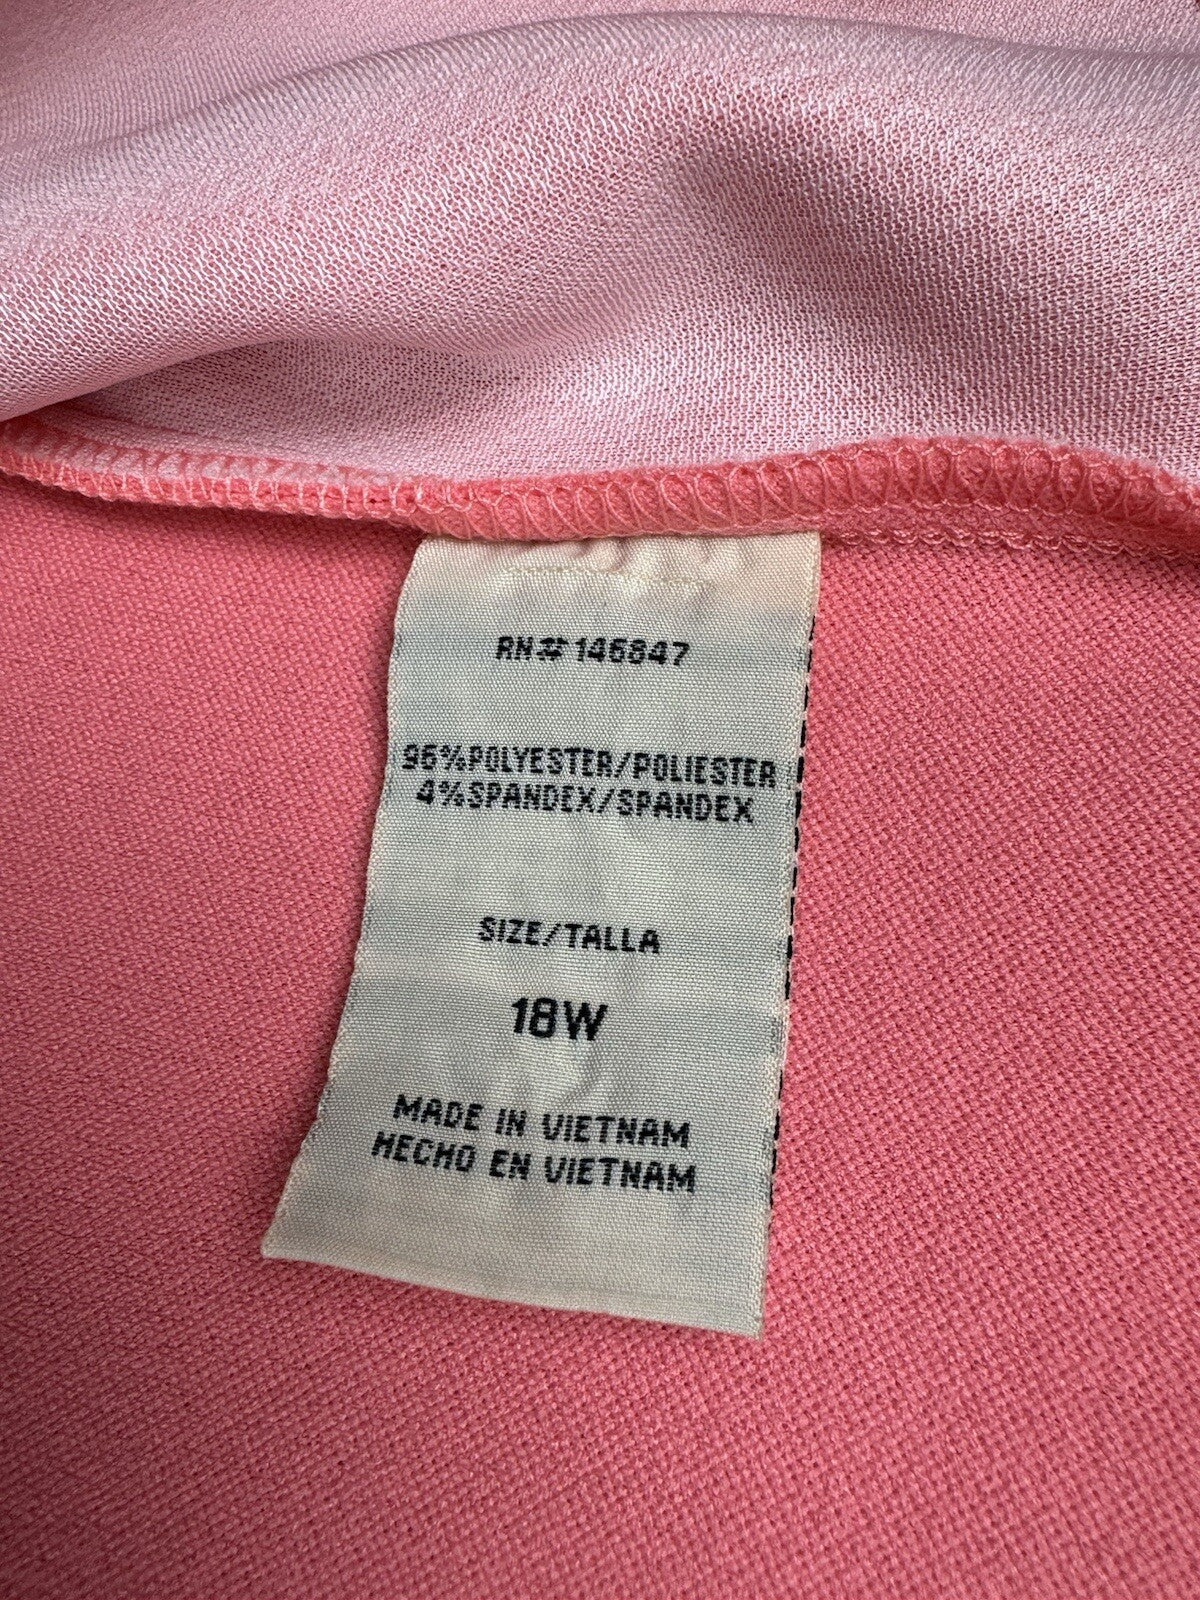 RN# 146847
96%POLYESTER/POLIESTER
4%SPANDEX/SPANDEX
SIZE/TALLA
18W
MADE IN VIETNAM
HECHO EN VIETNAM